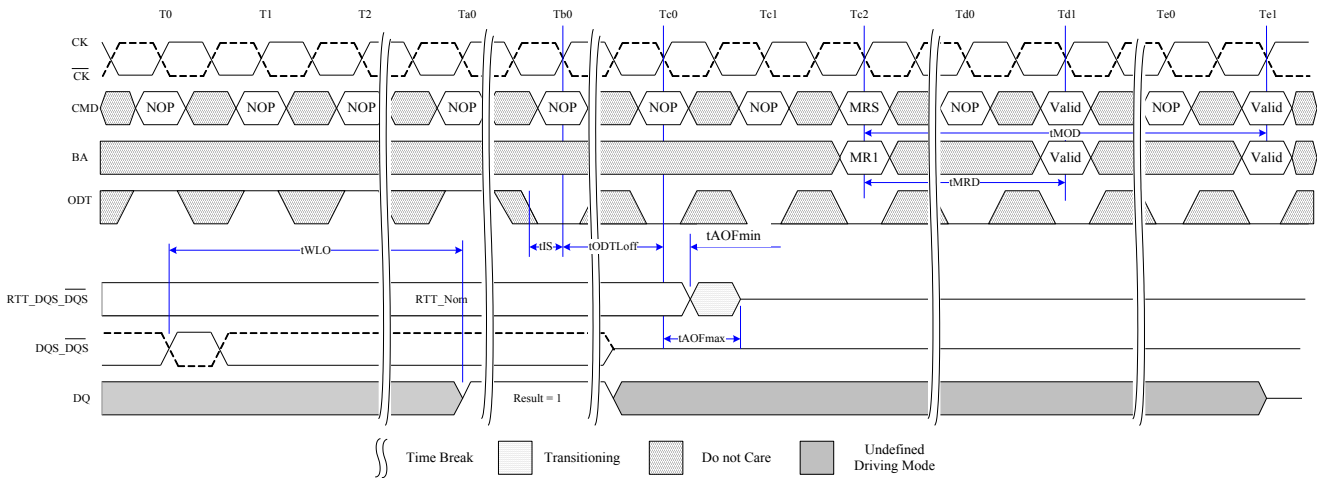 T0 T1 T2 Ta0 Tb0 Tc0 Tc1 Tc2 Td0 Td1 Te0 Te1
CK
CK
CMD NOP NOP NOP NOP NOP NOP NOP MRS NOP Valid NOP Valid
tMOD
BA MR1 Valid Valid
tMRD
ODT
tWLO tIS tODTLoff tAOFmin
RTT_DQS_DQS RTT_Nom
tAOFmax
DQS_DQS
DQ Result = 1
Time Break Transitioning Do not Care Undefined
Driving Mode